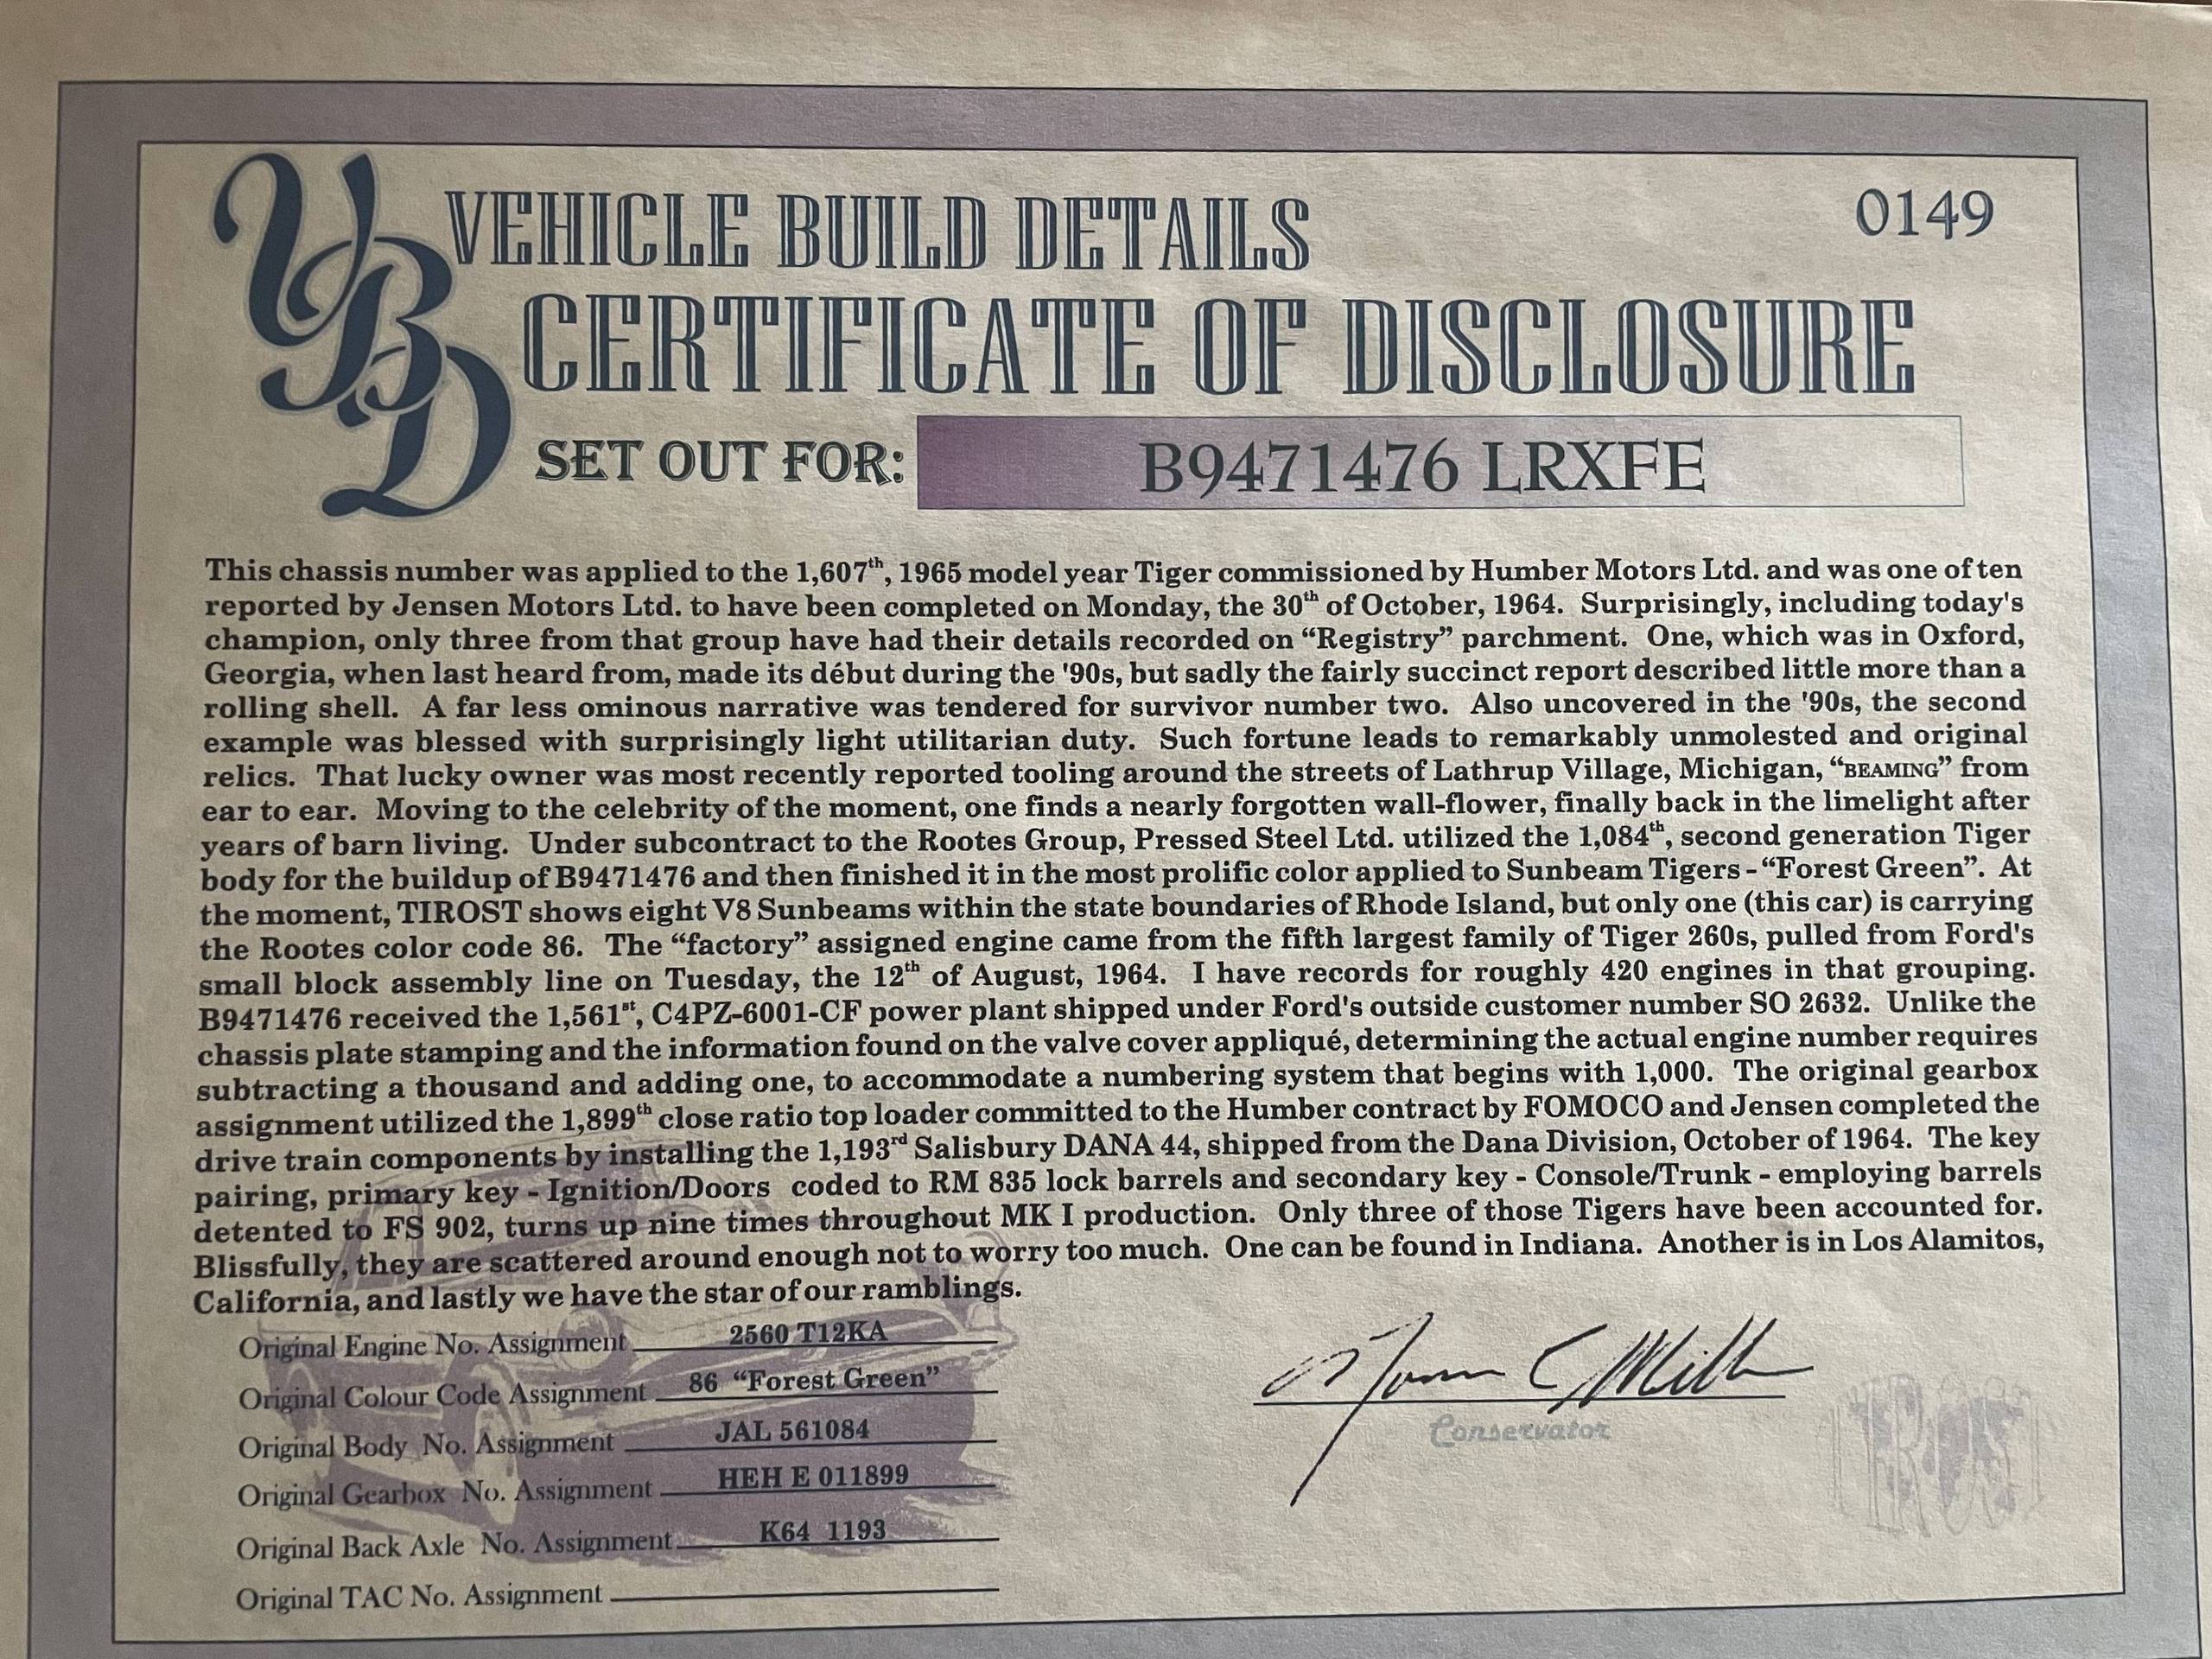 VBD
VEHICLE BUILD DETAILS
0149
CERTIFICATE OF DISCLOSURE
SET OUT FOR: B9471476 LRXFE
This chassis number was applied to the 1,607th, 1965 model year Tiger commissioned by Humber Motors Ltd. and was one of ten
reported by Jensen Motors Ltd. to have been completed on Monday, the 30th of October, 1964. Surprisingly, including today's
champion, only three from that group have had their details recorded on “Registry” parchment. One, which was in Oxford,
Georgia, when last heard from, made its début during the '90s, but sadly the fairly succinct report described little more than a
rolling shell. A far less ominous narrative was tendered for survivor number two. Also uncovered in the '90s, the second
example was blessed with surprisingly light utilitarian duty. Such fortune leads to remarkably unmolested and original
relics. That lucky owner was most recently reported tooling around the streets of Lathrup Village, Michigan, “BEAMING” from
ear to ear. Moving to the celebrity of the moment, one finds a nearly forgotten wall-flower, finally back in the limelight after
years of barn living. Under subcontract to the Rootes Group, Pressed Steel Ltd. utilized the 1,084th, second generation Tiger
body for the buildup of B9471476 and then finished it in the most prolific color applied to Sunbeam Tigers - “Forest Green”. At
the moment, TIROST shows eight V8 Sunbeams within the state boundaries of Rhode Island, but only one (this car) is carrying
the Rootes color code 86. The “factory” assigned engine came from the fifth largest family of Tiger 260s, pulled from Ford's
small block assembly line on Tuesday, the 12th of August, 1964. I have records for roughly 420 engines in that grouping.
B9471476 received the 1,561st, C4PZ-6001-CF power plant shipped under Ford's outside customer number SO 2632. Unlike the
chassis plate stamping and the information found on the valve cover appliqué, determining the actual engine number requires
subtracting a thousand and adding one, to accommodate a numbering system that begins with 1,000. The original gearbox
assignment utilized the 1,899th close ratio top loader committed to the Humber contract by FOMOCO and Jensen completed the
drive train components by installing the 1,193rd Salisbury DANA 44, shipped from the Dana Division, October of 1964. The key
pairing, primary key - Ignition/Doors coded to RM 835 lock barrels and secondary key - Console/Trunk - employing barrels
detented to FS 902, turns up nine times throughout MK I production. Only three of those Tigers have been accounted for.
Blissfully, they are scattered around enough not to worry too much. One can be found in Indiana. Another is in Los Alamitos,
California, and lastly we have the star of our ramblings.
Original Engine No. Assignment 2560 T12KA
Original Colour Code Assignment 86 “Forest Green”
Original Body No. Assignment JAL 561084
Original Gearbox No. Assignment HEH E 011899
Original Back Axle No. Assignment K64 1193
Original TAC No. Assignment
Norm C Miller
Conservator